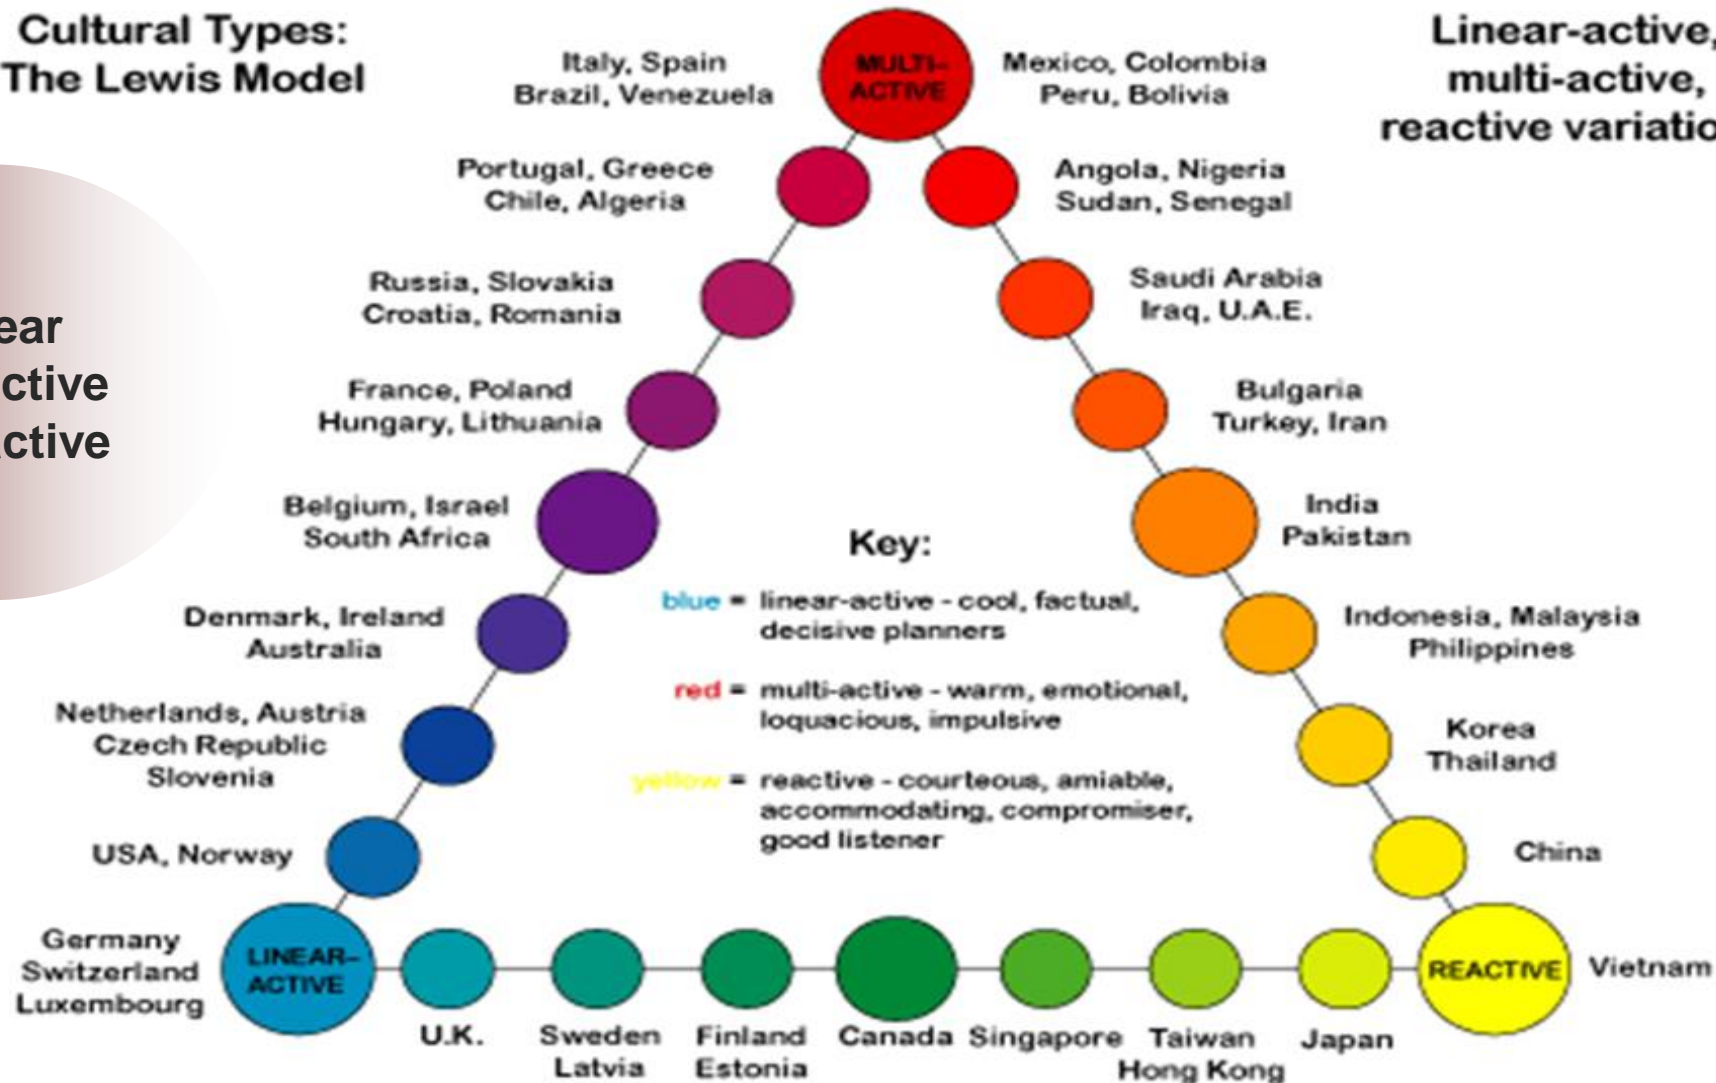 Cultural Types:
The Lewis Model
Linear-active,
multi-active,
reactive variatio
ear
ctive
active
MULTI-
ACTIVE
Italy, Spain
Brazil, Venezuela
Mexico, Colombia
Peru, Bolivia
Portugal, Greece
Chile, Algeria
Angola, Nigeria
Sudan, Senegal
Russia, Slovakia
Croatia, Romania
Saudi Arabia
Iraq, U.A.E.
France, Poland
Hungary, Lithuania
Bulgaria
Turkey, Iran
Belgium, Israel
South Africa
India
Pakistan
Denmark, Ireland
Australia
Indonesia, Malaysia
Philippines
Netherlands, Austria
Czech Republic
Slovenia
Korea
Thailand
USA, Norway
China
Key:
blue = linear-active - cool, factual,
decisive planners
red = multi-active - warm, emotional,
loquacious, impulsive
yellow = reactive - courteous, amiable,
accommodating, compromiser,
good listener
Germany
Switzerland
Luxembourg
LINEAR-
ACTIVE
REACTIVE
Vietnam
U.K.
Sweden
Latvia
Finland
Estonia
Canada
Singapore
Taiwan
Hong Kong
Japan